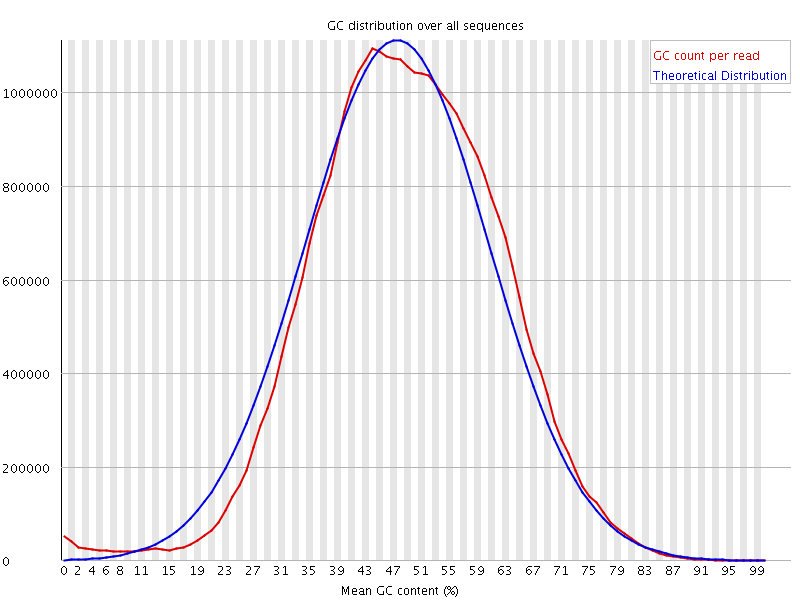 GC distribution over all sequences
GC count per read
Theoretical Distribution
1000000
800000
600000
400000
200000
0
0 2 4 6 8 11 15 19 23 27 31 35 39 43 47 51 55 59 63 67 71 75 79 83 87 91 95 99
Mean GC content (%)